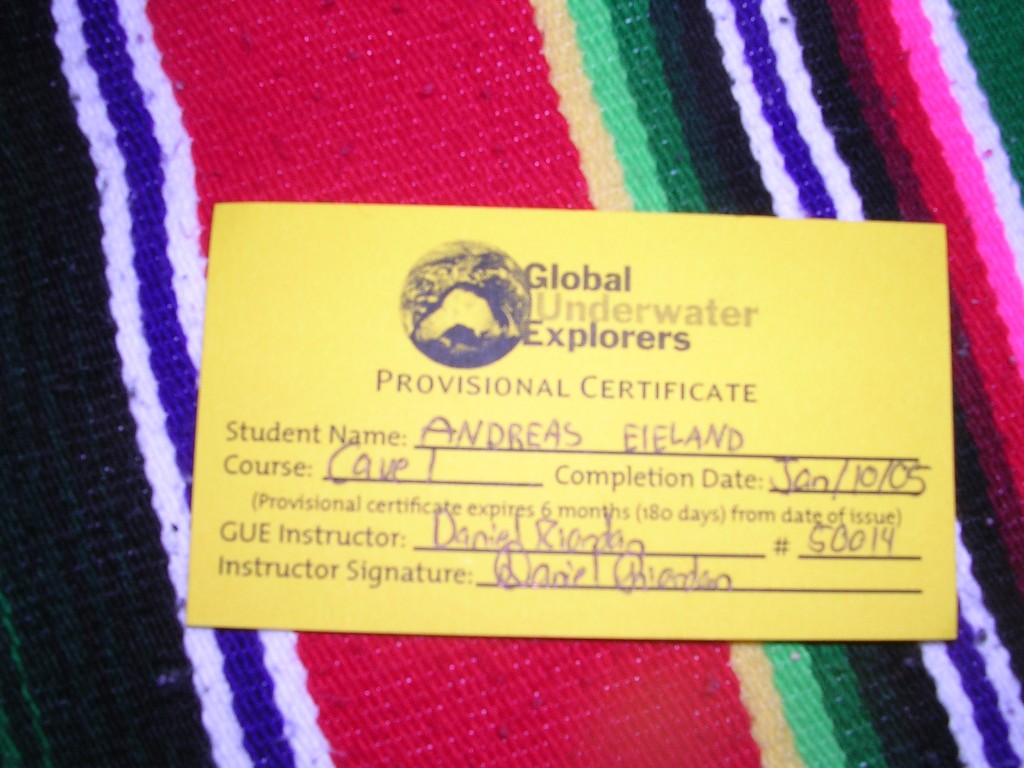 Global
Underwater
Explorers
PROVISIONAL CERTIFICATE
Student Name: ANDREAS EIELAND
Course: Cave 1 Completion Date: Jan/10/05
(Provisional certificate expires 6 months (180 days) from date of issue)
GUE Instructor: Daniel Riordan # 50014
Instructor Signature: Daniel Riordan